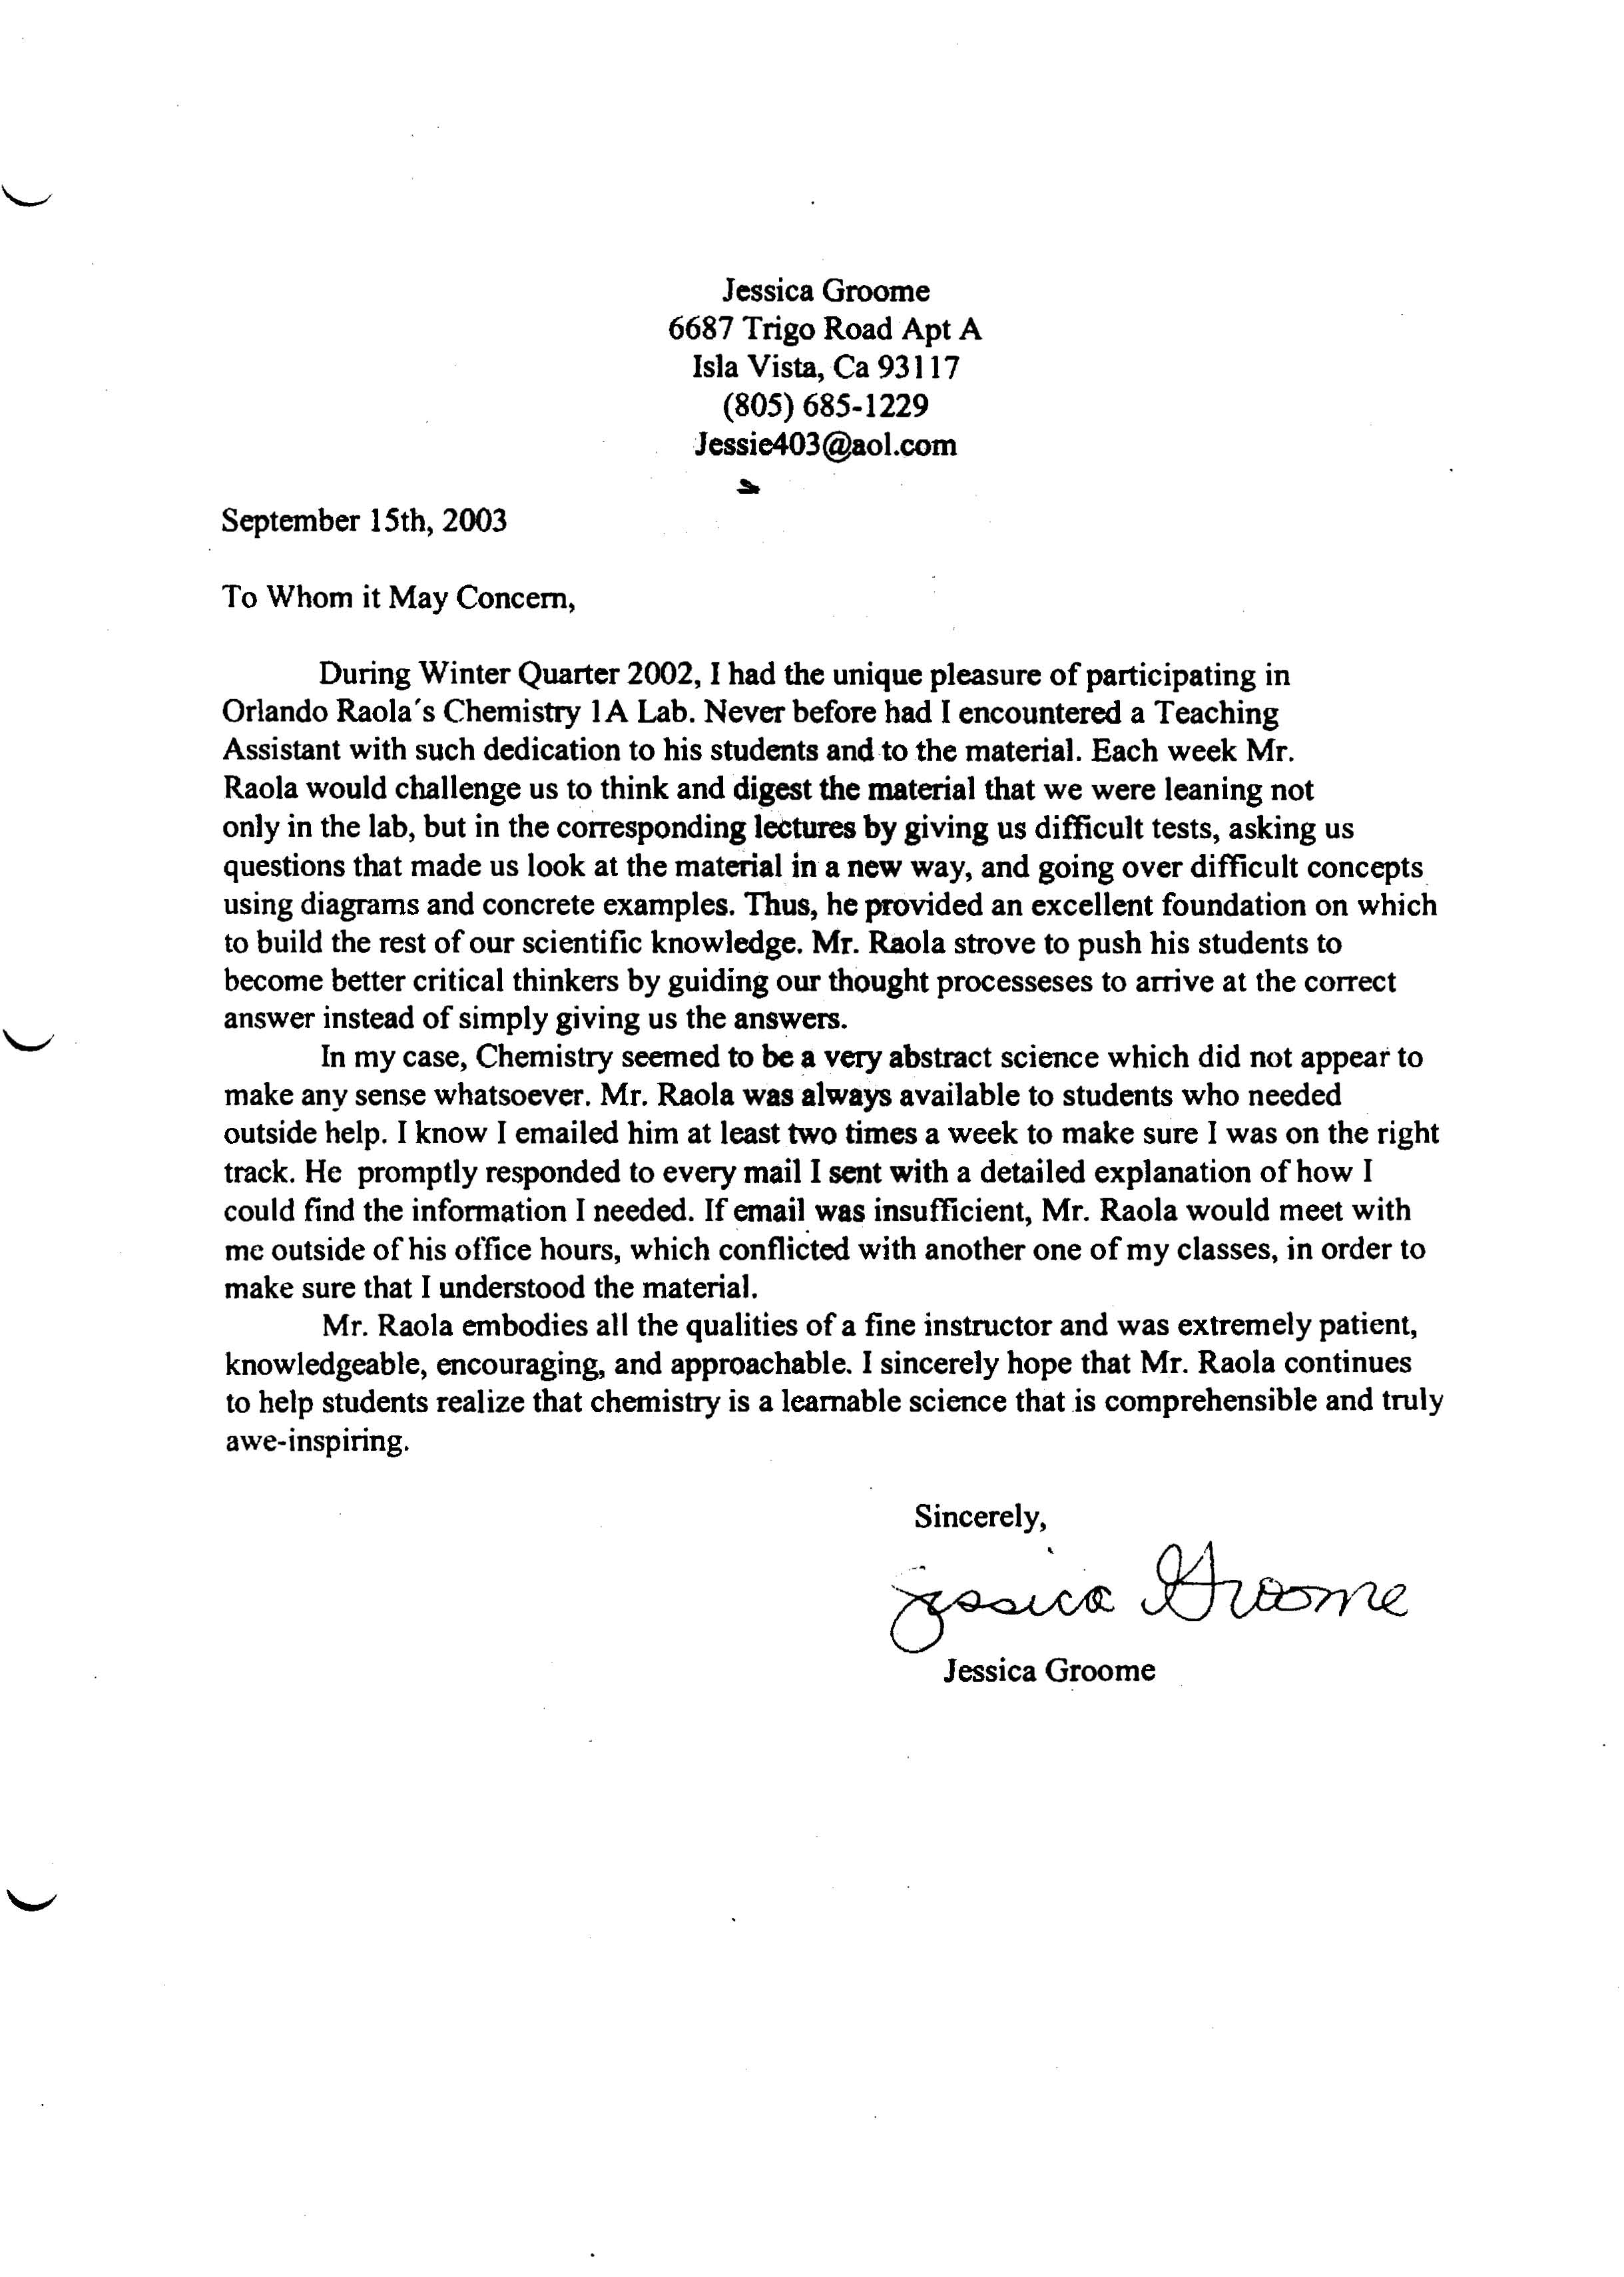 Jessica Groome
6687 Trigo Road Apt A
Isla Vista, Ca 93117
(805) 685-1229
Jessie403@aol.com
September 15th, 2003
To Whom it May Concern,
During Winter Quarter 2002, I had the unique pleasure of participating in
Orlando Raola's Chemistry 1A Lab. Never before had I encountered a Teaching
Assistant with such dedication to his students and to the material. Each week Mr.
Raola would challenge us to think and digest the material that we were leaning not
only in the lab, but in the corresponding lectures by giving us difficult tests, asking us
questions that made us look at the material in a new way, and going over difficult concepts
using diagrams and concrete examples. Thus, he provided an excellent foundation on which
to build the rest of our scientific knowledge. Mr. Raola strove to push his students to
become better critical thinkers by guiding our thought processeses to arrive at the correct
answer instead of simply giving us the answers.
In my case, Chemistry seemed to be a very abstract science which did not appear to
make any sense whatsoever. Mr. Raola was always available to students who needed
outside help. I know I emailed him at least two times a week to make sure I was on the right
track. He promptly responded to every mail I sent with a detailed explanation of how I
could find the information I needed. If email was insufficient, Mr. Raola would meet with
me outside of his office hours, which conflicted with another one of my classes, in order to
make sure that I understood the material.
Mr. Raola embodies all the qualities of a fine instructor and was extremely patient,
knowledgeable, encouraging, and approachable. I sincerely hope that Mr. Raola continues
to help students realize that chemistry is a learnable science that is comprehensible and truly
awe-inspiring.
Sincerely,
Jessica Groome
Jessica Groome